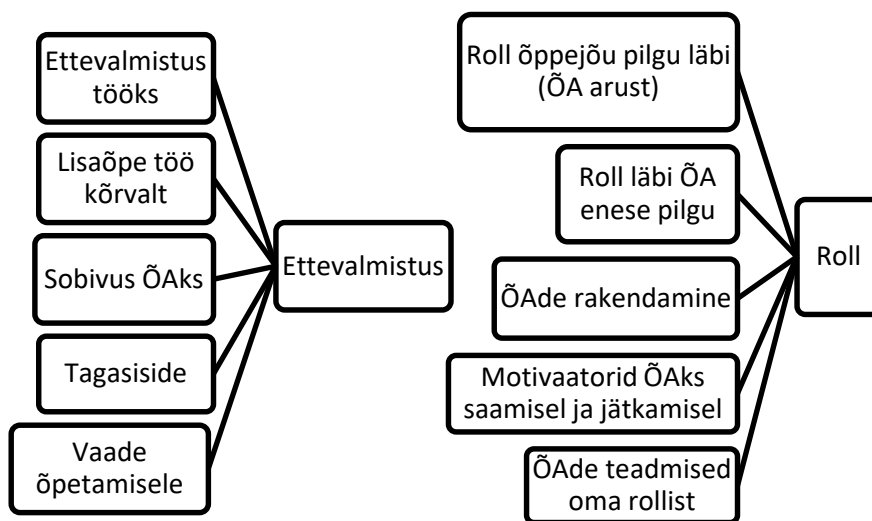 Ettevalmistus
tööks
Lisaõpe töö
kõrvalt
Sobivus ÕAks
Tagasiside
Vaade
õpetamisele
Ettevalmistus
Roll õppejõu pilgu läbi
(ÕA arust)
Roll läbi ÕA
enese pilgu
ÕAde rakendamine
Motivaatorid ÕAks
saamisel ja jätkamisel
ÕAde teadmised
oma rollist
Roll